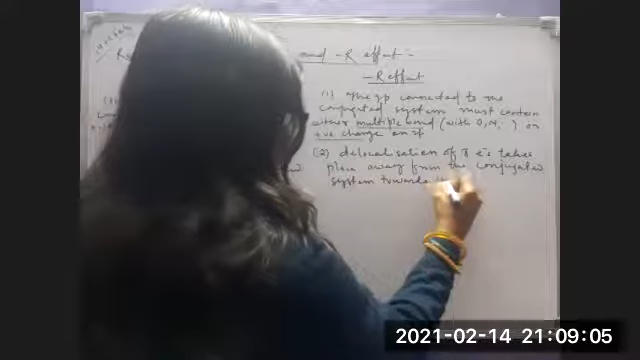 and -R effect :-
-R effect
(1) The gp connected to the
conjugated system must contain
either multiple bond (with O, N, ) or
+ve charge on it
(2) delocalisation of π e⁻s takes
place away from the conjugated
system towards
2021-02-14 21:09:05